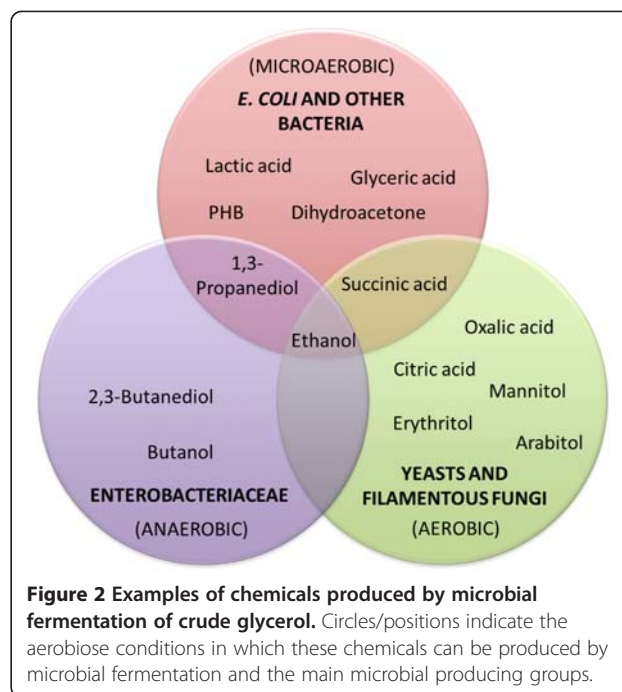 (MICROAEROBIC)
E. COLI AND OTHER
BACTERIA
Lactic acid
Glyceric acid
PHB
Dihydroacetone
1,3-
Propanediol
Succinic acid
Ethanol
Oxalic acid
Citric acid
Mannitol
Erythritol
Arabitol
2,3-Butanediol
Butanol
ENTEROBACTERIACEAE
(ANAEROBIC)
YEASTS AND
FILAMENTOUS FUNGI
(AEROBIC)
Figure 2 Examples of chemicals produced by microbial
fermentation of crude glycerol. Circles/positions indicate the
aerobiose conditions in which these chemicals can be produced by
microbial fermentation and the main microbial producing groups.